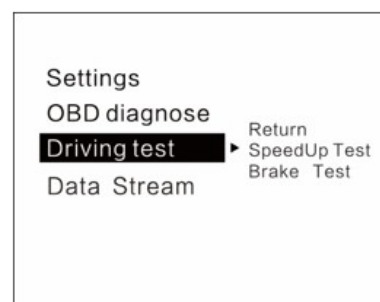 Settings
OBD diagnose
Driving test
Data Stream
Return
SpeedUp Test
Brake Test